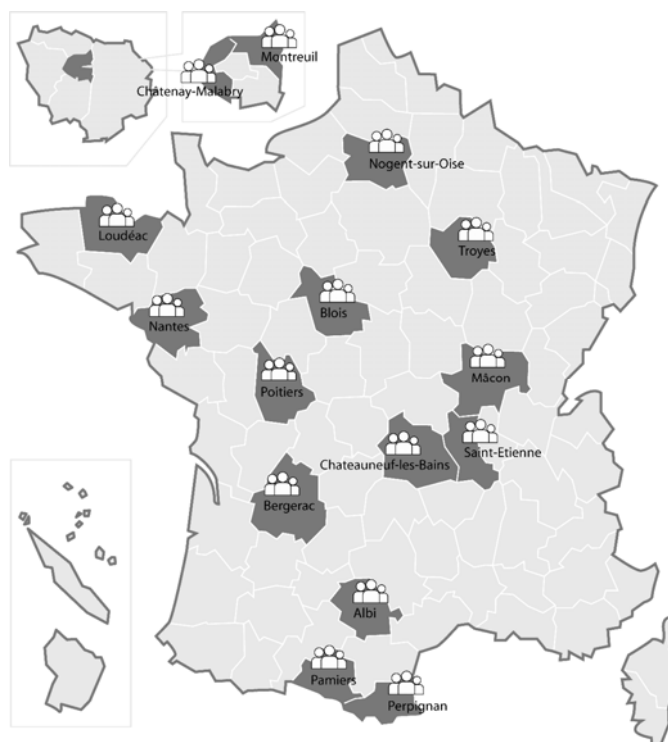 Montreuil
Châtenay-Malabry
Nogent-sur-Oise
Loudéac
Troyes
Blois
Nantes
Mâcon
Poitiers
Saint-Etienne
Chateauneuf-les-Bains
Bergerac
Albi
Pamiers
Perpignan